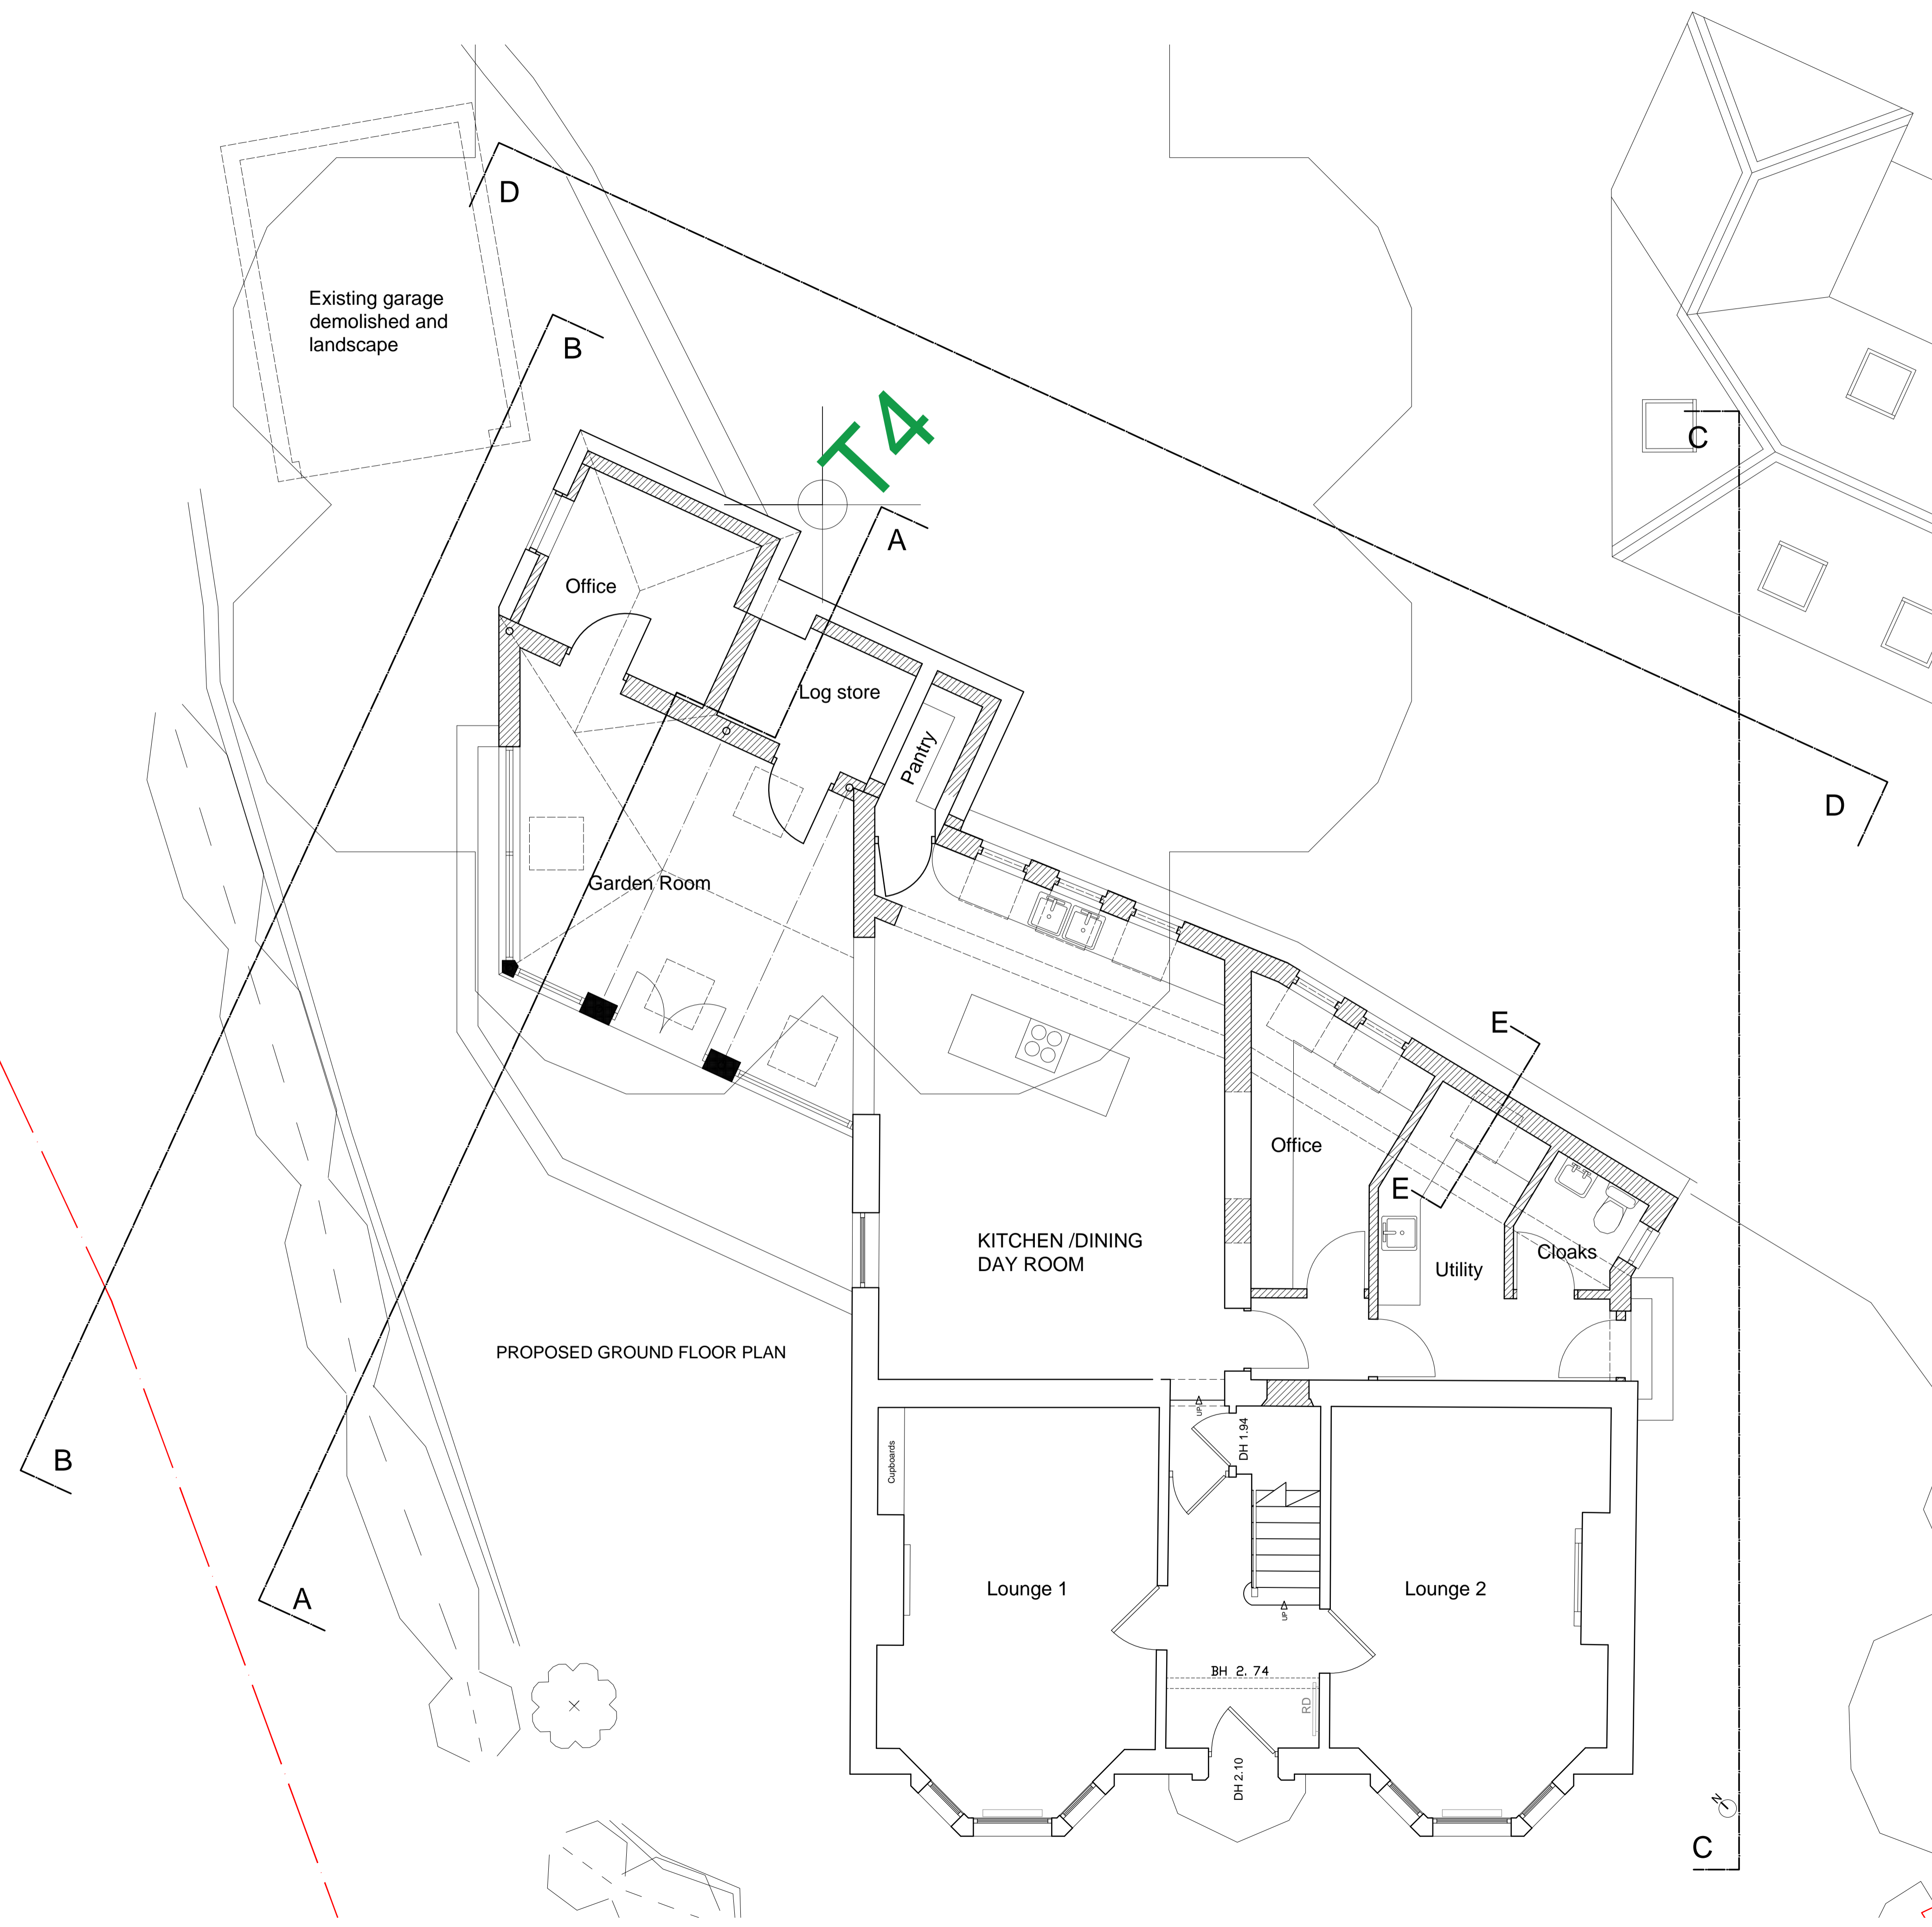 D
Existing garage
demolished and
landscape
B
T4
C
A
Office
Log store
Pantry
D
Garden Room
E
Office
E
KITCHEN /DINING
DAY ROOM
Cloaks
Utility
PROPOSED GROUND FLOOR PLAN
UP
DH 1.94
Cupboards
B
A
Lounge 1
Lounge 2
UP
BH 2.74
RD
DH 2.10
N
C